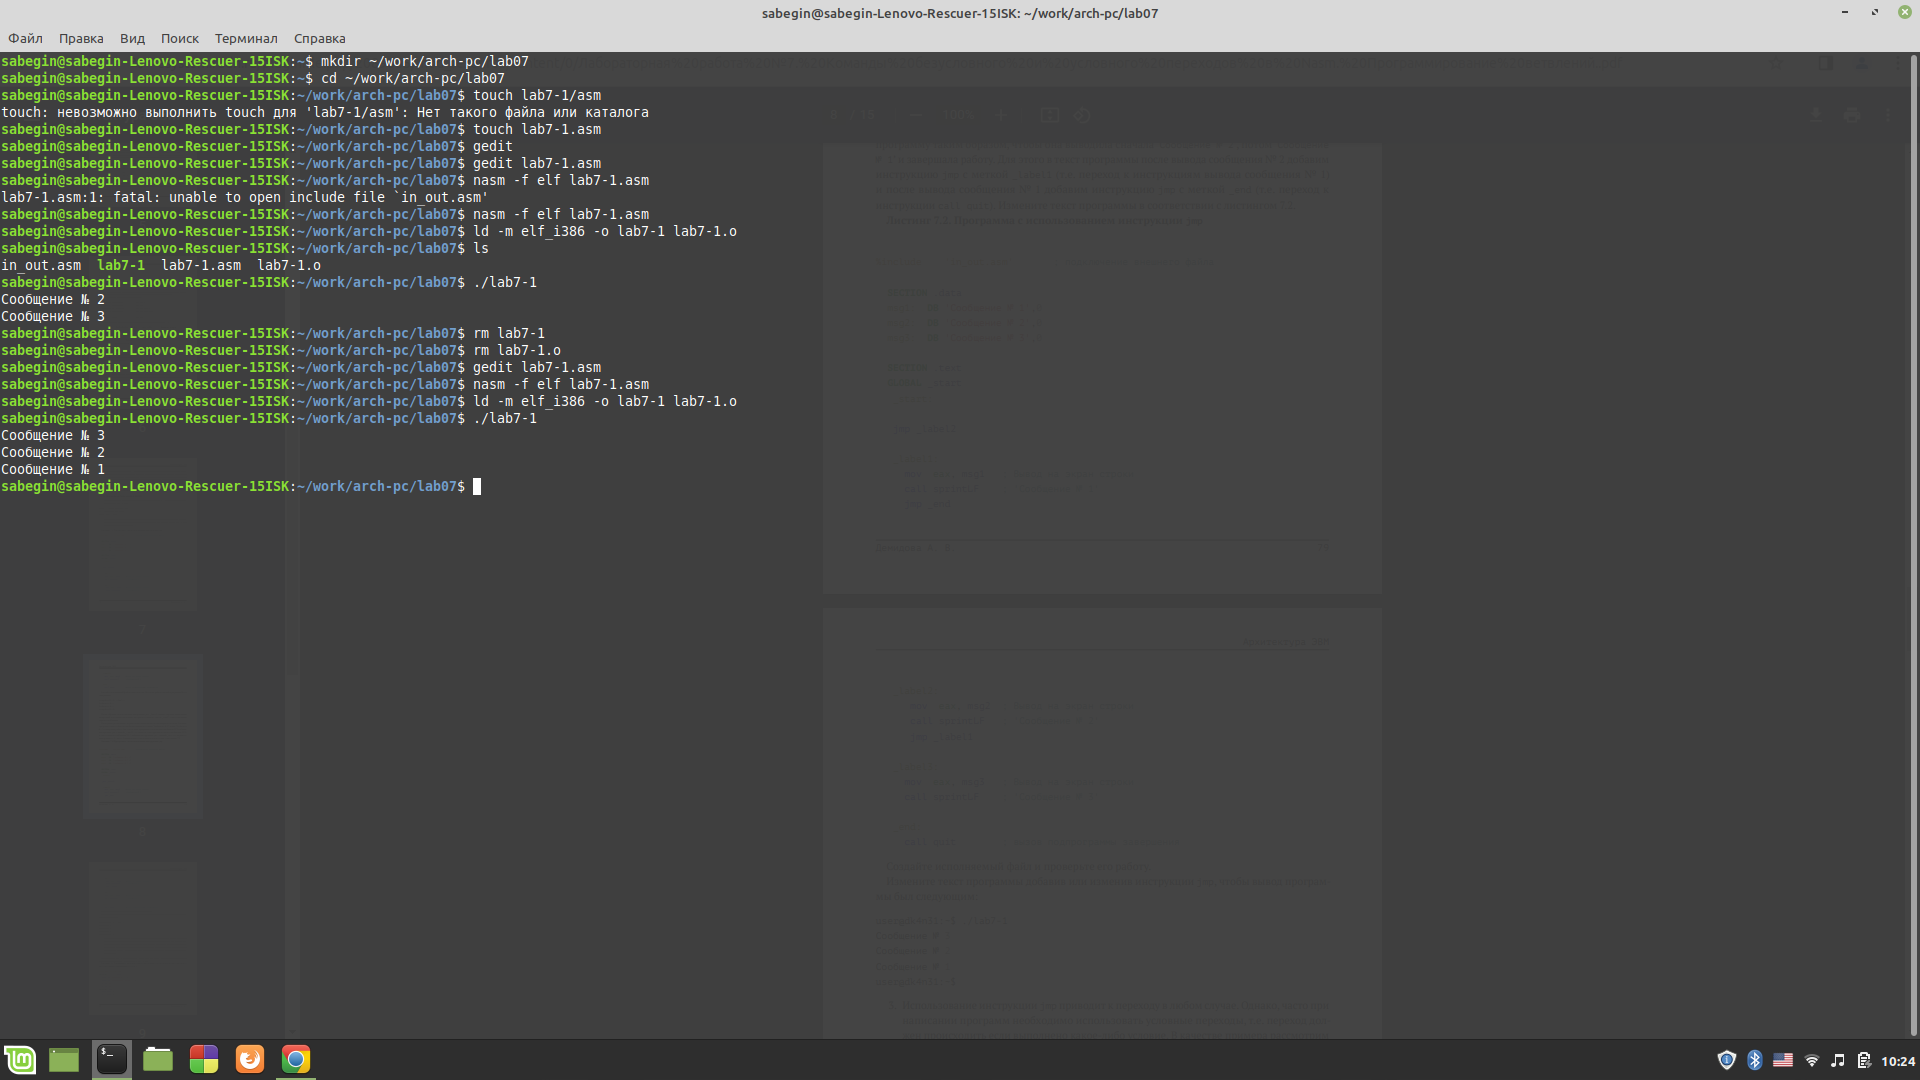 sabegin@sabegin-Lenovo-Rescuer-15ISK: ~/work/arch-pc/lab07
Файл Правка Вид Поиск Терминал Справка
sabegin@sabegin-Lenovo-Rescuer-15ISK:~$ mkdir ~/work/arch-pc/lab07
sabegin@sabegin-Lenovo-Rescuer-15ISK:~$ cd ~/work/arch-pc/lab07
sabegin@sabegin-Lenovo-Rescuer-15ISK:~/work/arch-pc/lab07$ touch lab7-1/asm
touch: невозможно выполнить touch для 'lab7-1/asm': Нет такого файла или каталога
sabegin@sabegin-Lenovo-Rescuer-15ISK:~/work/arch-pc/lab07$ touch lab7-1.asm
sabegin@sabegin-Lenovo-Rescuer-15ISK:~/work/arch-pc/lab07$ gedit
sabegin@sabegin-Lenovo-Rescuer-15ISK:~/work/arch-pc/lab07$ gedit lab7-1.asm
sabegin@sabegin-Lenovo-Rescuer-15ISK:~/work/arch-pc/lab07$ nasm -f elf lab7-1.asm
lab7-1.asm:1: fatal: unable to open include file `in_out.asm'
sabegin@sabegin-Lenovo-Rescuer-15ISK:~/work/arch-pc/lab07$ nasm -f elf lab7-1.asm
sabegin@sabegin-Lenovo-Rescuer-15ISK:~/work/arch-pc/lab07$ ld -m elf_i386 -o lab7-1 lab7-1.o
sabegin@sabegin-Lenovo-Rescuer-15ISK:~/work/arch-pc/lab07$ ls
in_out.asm  lab7-1  lab7-1.asm  lab7-1.o
sabegin@sabegin-Lenovo-Rescuer-15ISK:~/work/arch-pc/lab07$ ./lab7-1
Сообщение № 2
Сообщение № 3
sabegin@sabegin-Lenovo-Rescuer-15ISK:~/work/arch-pc/lab07$ rm lab7-1
sabegin@sabegin-Lenovo-Rescuer-15ISK:~/work/arch-pc/lab07$ rm lab7-1.o
sabegin@sabegin-Lenovo-Rescuer-15ISK:~/work/arch-pc/lab07$ gedit lab7-1.asm
sabegin@sabegin-Lenovo-Rescuer-15ISK:~/work/arch-pc/lab07$ nasm -f elf lab7-1.asm
sabegin@sabegin-Lenovo-Rescuer-15ISK:~/work/arch-pc/lab07$ ld -m elf_i386 -o lab7-1 lab7-1.o
sabegin@sabegin-Lenovo-Rescuer-15ISK:~/work/arch-pc/lab07$ ./lab7-1
Сообщение № 3
Сообщение № 2
Сообщение № 1
sabegin@sabegin-Lenovo-Rescuer-15ISK:~/work/arch-pc/lab07$
10:24